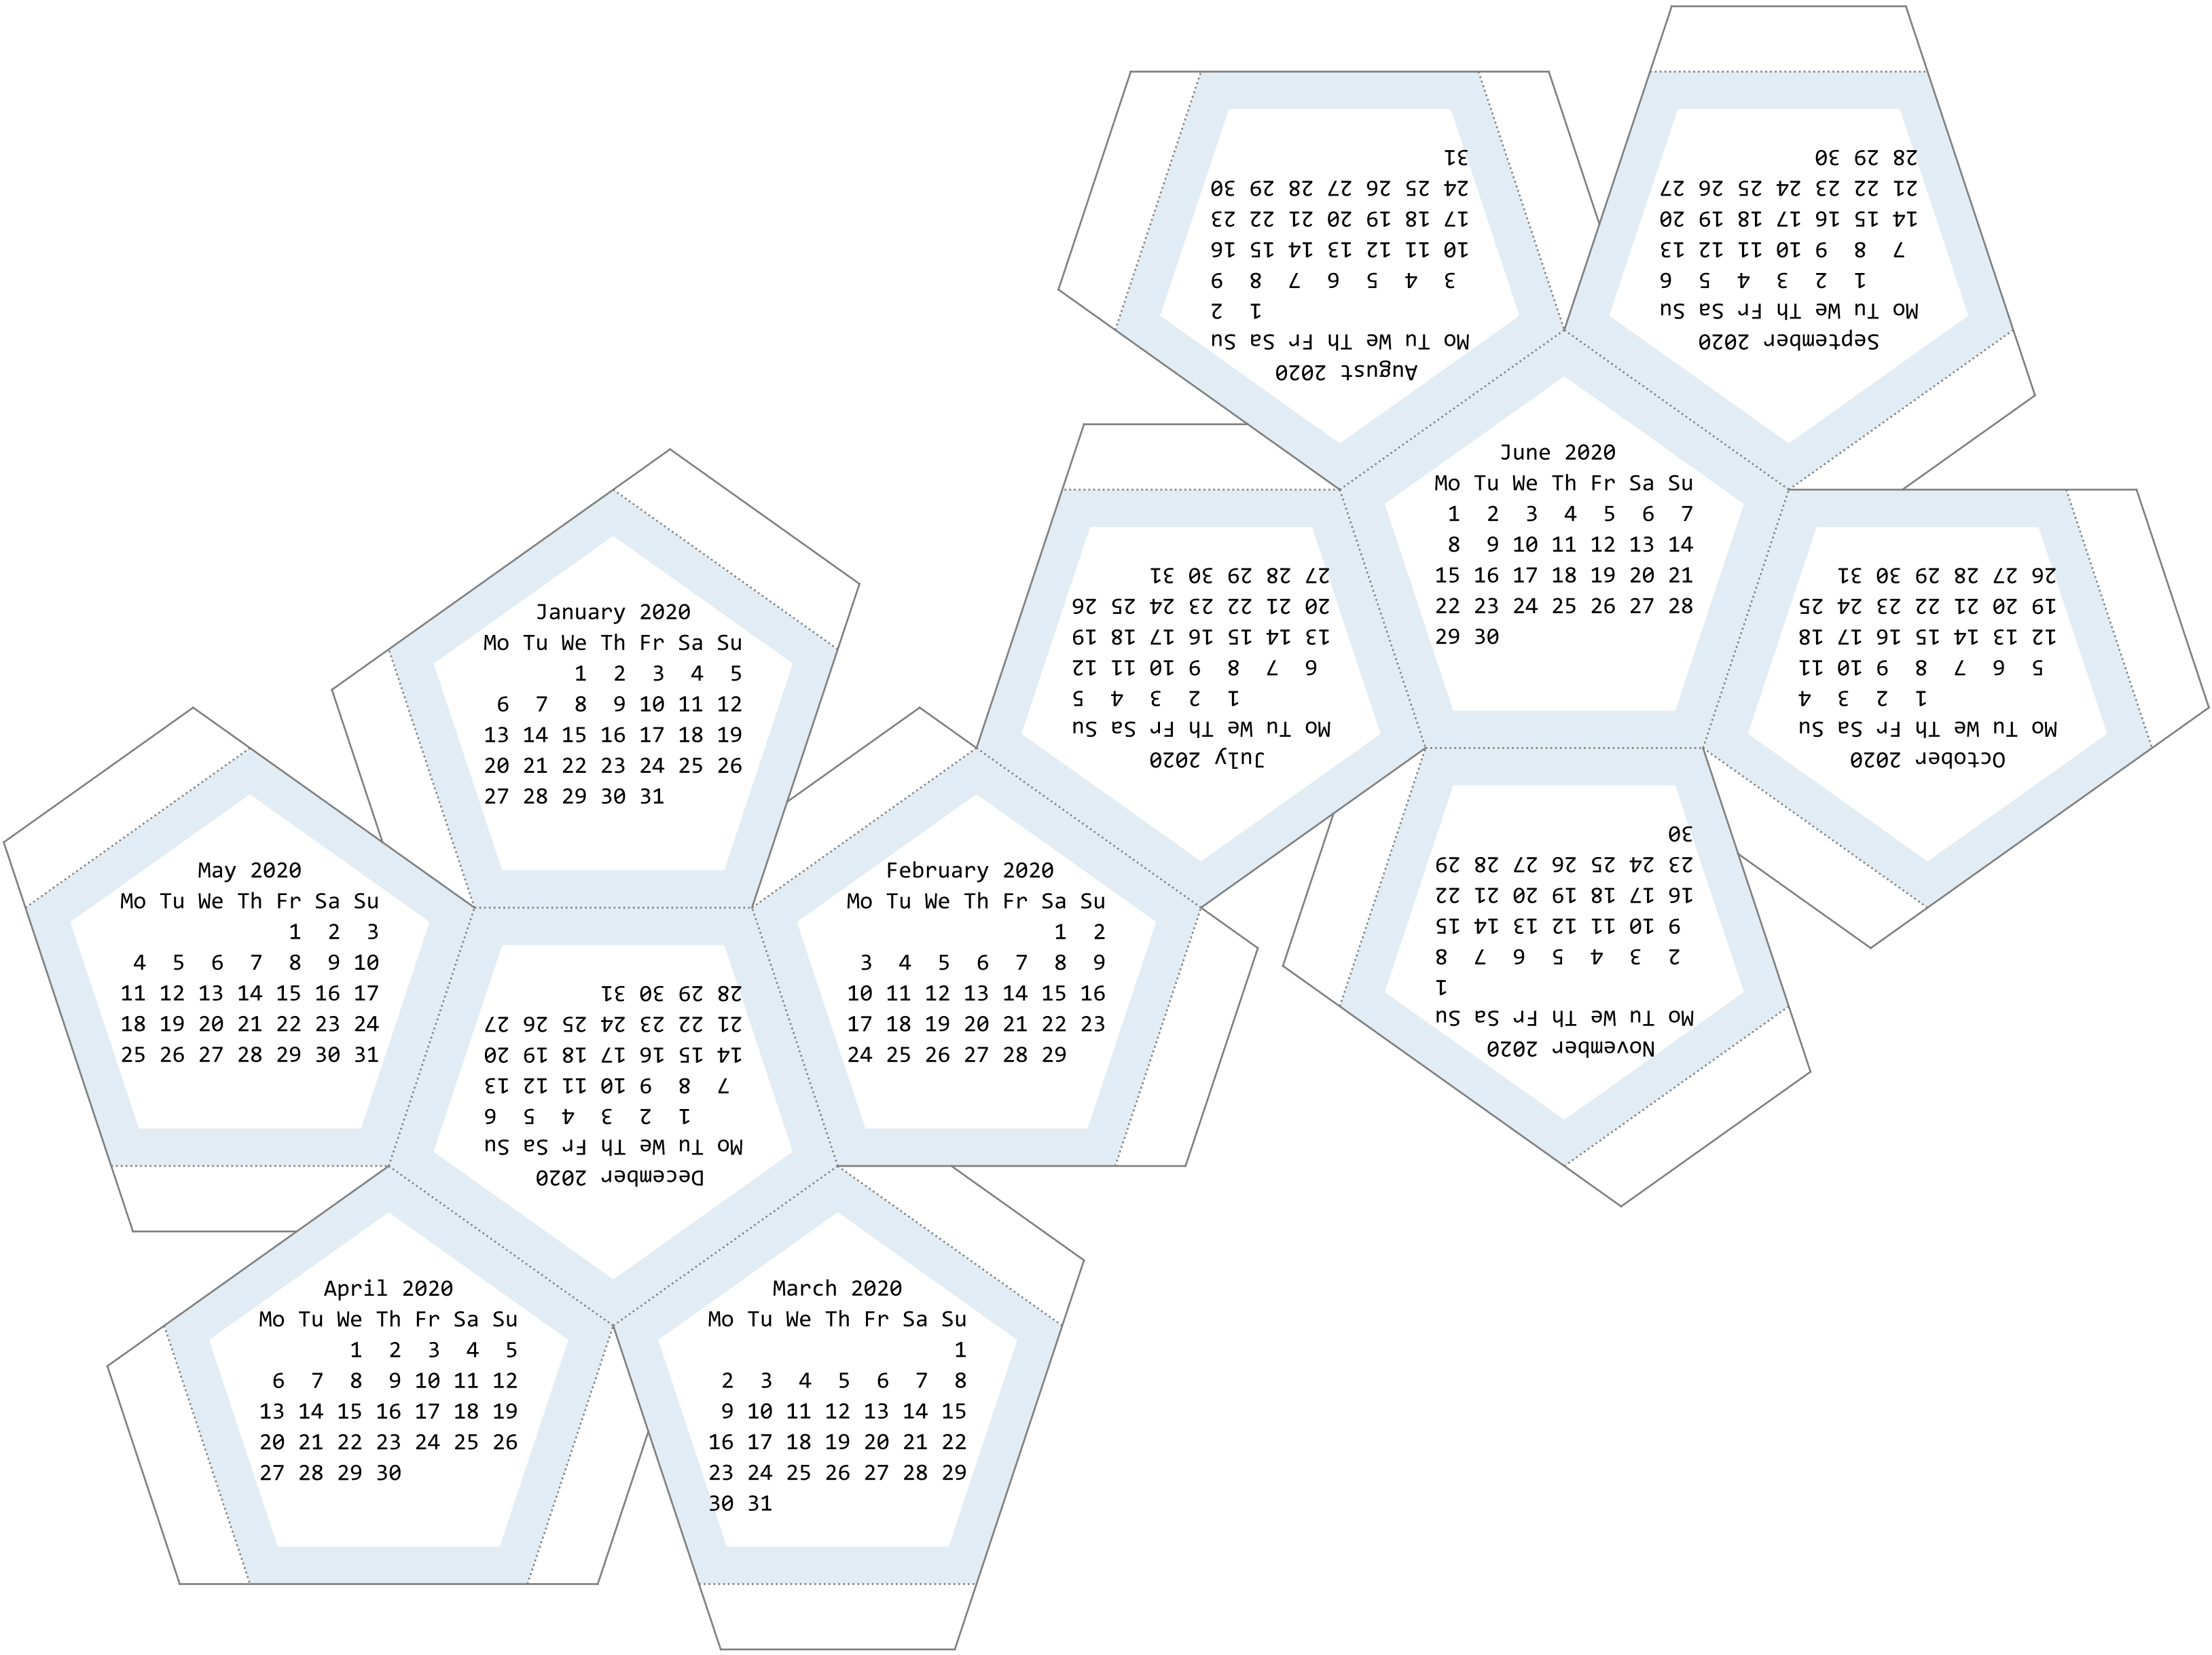 January 2020
Mo Tu We Th Fr Sa Su
1 2 3 4 5
6 7 8 9 10 11 12
13 14 15 16 17 18 19
20 21 22 23 24 25 26
27 28 29 30 31
May 2020
Mo Tu We Th Fr Sa Su
1 2 3
4 5 6 7 8 9 10
11 12 13 14 15 16 17
18 19 20 21 22 23 24
25 26 27 28 29 30 31
December 2020
Mo Tu We Th Fr Sa Su
1 2 3 4 5 6
7 8 9 10 11 12 13
14 15 16 17 18 19 20
21 22 23 24 25 26 27
28 29 30 31
February 2020
Mo Tu We Th Fr Sa Su
1 2
3 4 5 6 7 8 9
10 11 12 13 14 15 16
17 18 19 20 21 22 23
24 25 26 27 28 29
April 2020
Mo Tu We Th Fr Sa Su
1 2 3 4 5
6 7 8 9 10 11 12
13 14 15 16 17 18 19
20 21 22 23 24 25 26
27 28 29 30
March 2020
Mo Tu We Th Fr Sa Su
1
2 3 4 5 6 7 8
9 10 11 12 13 14 15
16 17 18 19 20 21 22
23 24 25 26 27 28 29
30 31
August 2020
Mo Tu We Th Fr Sa Su
1 2
3 4 5 6 7 8 9
10 11 12 13 14 15 16
17 18 19 20 21 22 23
24 25 26 27 28 29 30
31
September 2020
Mo Tu We Th Fr Sa Su
1 2 3 4 5 6
7 8 9 10 11 12 13
14 15 16 17 18 19 20
21 22 23 24 25 26 27
28 29 30
June 2020
Mo Tu We Th Fr Sa Su
1 2 3 4 5 6 7
8 9 10 11 12 13 14
15 16 17 18 19 20 21
22 23 24 25 26 27 28
29 30
July 2020
Mo Tu We Th Fr Sa Su
1 2 3 4 5
6 7 8 9 10 11 12
13 14 15 16 17 18 19
20 21 22 23 24 25 26
27 28 29 30 31
October 2020
Mo Tu We Th Fr Sa Su
1 2 3 4
5 6 7 8 9 10 11
12 13 14 15 16 17 18
19 20 21 22 23 24 25
26 27 28 29 30 31
November 2020
Mo Tu We Th Fr Sa Su
1
2 3 4 5 6 7 8
9 10 11 12 13 14 15
16 17 18 19 20 21 22
23 24 25 26 27 28 29
30